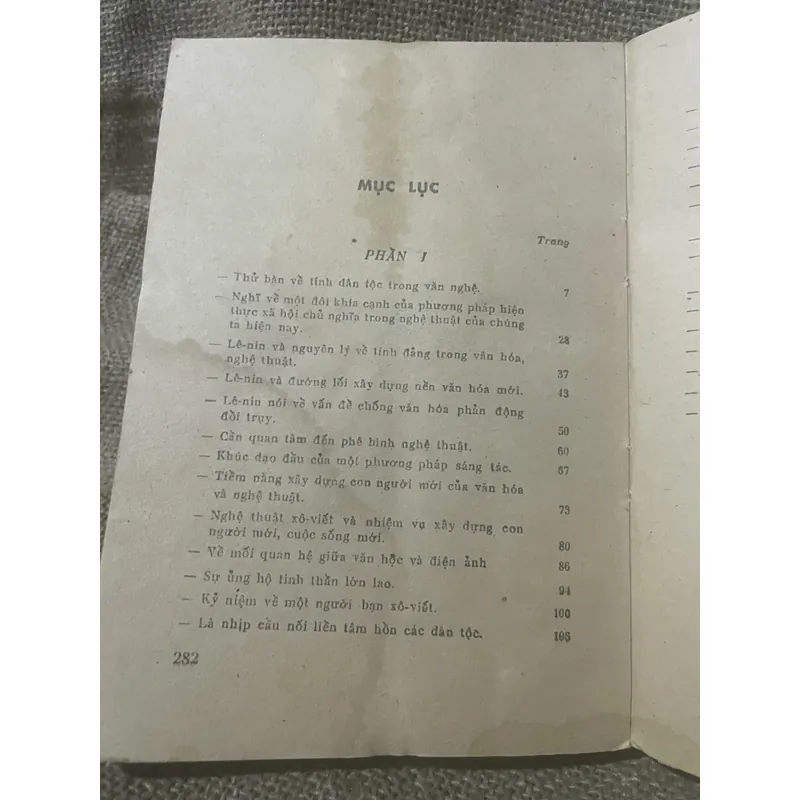 MỤC LỤC
Trang
PHẦN I
— Thử bàn về tính dân tộc trong văn nghệ. 7
— Nghĩ về một đôi khía cạnh của phương pháp hiện
thực xã hội chủ nghĩa trong nghệ thuật của chúng
ta hiện nay. 28
— Lê-nin và nguyên lý về tính đảng trong văn hóa,
nghệ thuật. 37
— Lê-nin và đường lối xây dựng nền văn hóa mới. 43
— Lê-nin nói về vấn đề chống văn hóa phản động
đồi trụy. 50
— Cần quan tâm đến phê bình nghệ thuật. 60
— Khúc dạo đầu của một phương pháp sáng tác. 67
— Tiềm năng xây dựng con người mới của văn hóa
và nghệ thuật. 73
— Nghệ thuật xô-viết và nhiệm vụ xây dựng con
người mới, cuộc sống mới. 80
— Về mối quan hệ giữa văn học và điện ảnh 86
— Sự ủng hộ tinh thần lớn lao. 94
— Kỷ niệm về một người bạn xô-viết. 100
— Là nhịp cầu nối liền tâm hồn các dân tộc. 105
282